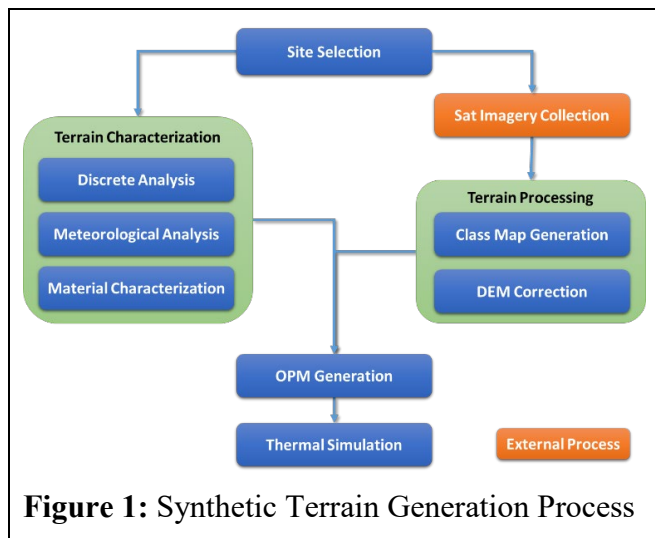 Site Selection
Sat Imagery Collection
Terrain Characterization
Discrete Analysis
Meteorological Analysis
Material Characterization
Terrain Processing
Class Map Generation
DEM Correction
OPM Generation
Thermal Simulation
External Process
Figure 1: Synthetic Terrain Generation Process